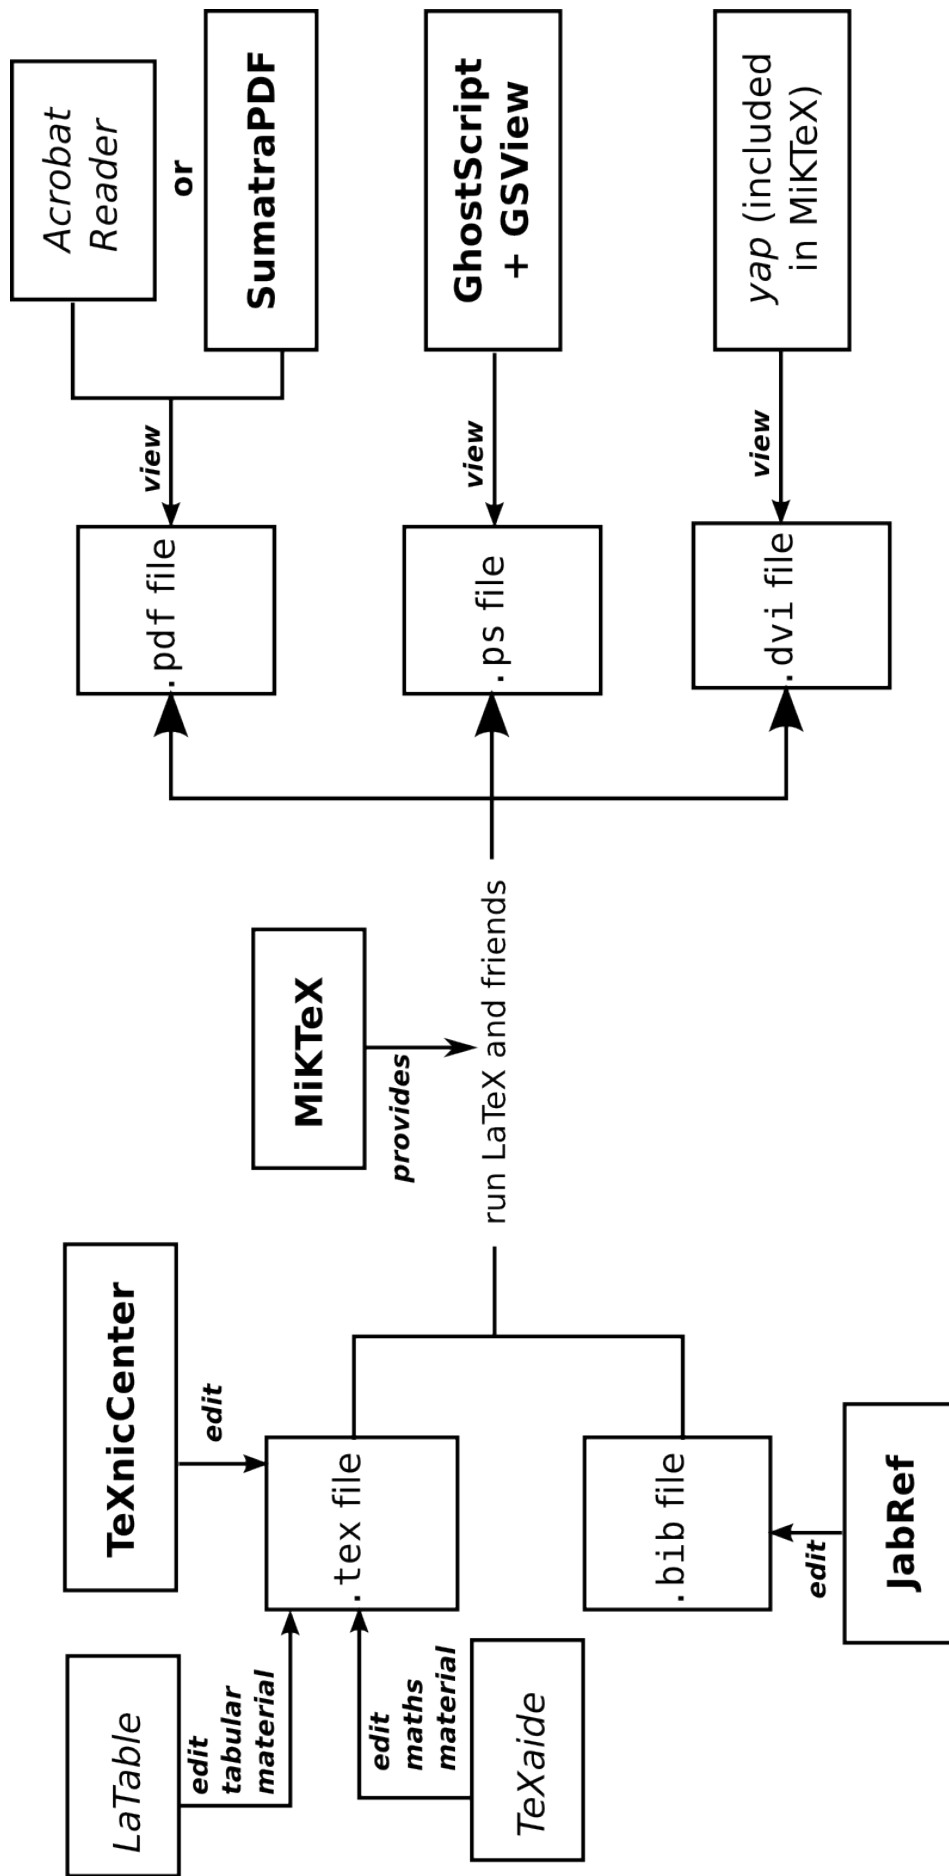 LaTable
edit
tabular
material
TeXnicCenter
edit
.tex file
edit
maths
material
TeXaide
.bib file
edit
JabRef
MiKTeX
provides
run LaTeX and friends
.pdf file
view
Acrobat
Reader
or
SumatraPDF
.ps file
view
GhostScript
+ GSView
.dvi file
view
yap (included
in MiKTeX)